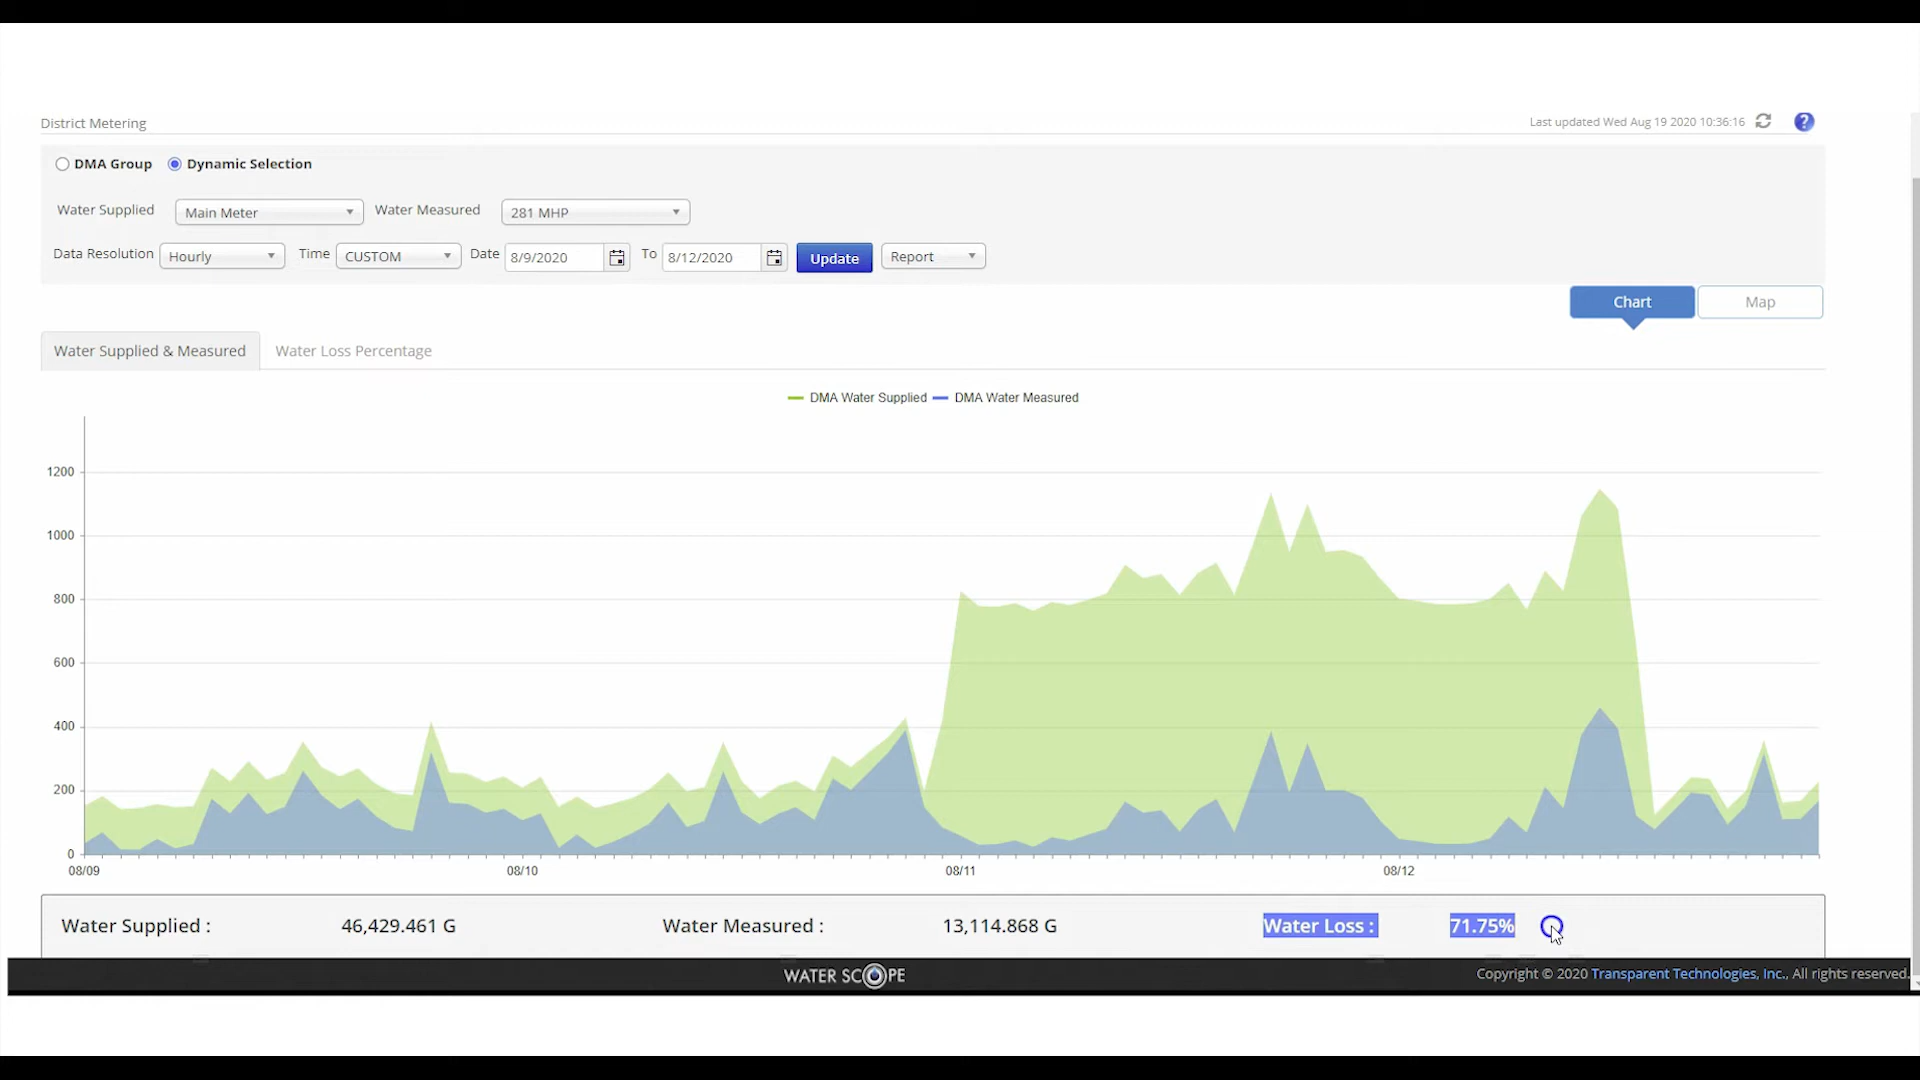 District Metering
Last updated Wed Aug 19 2020 10:36:16
?
DMA Group Dynamic Selection
Water Supplied Main Meter Water Measured 281 MHP
Data Resolution Hourly Time CUSTOM Date 8/9/2020 To 8/12/2020 Update Report
Chart Map
Water Supplied & Measured Water Loss Percentage
DMA Water Supplied DMA Water Measured
1200
1000
800
600
400
200
0
08/09 08/10 08/11 08/12
Water Supplied : 46,429.461 G Water Measured : 13,114.868 G Water Loss : 71.75%
WATER SCOPE
Copyright © 2020 Transparent Technologies, Inc., All rights reserved.